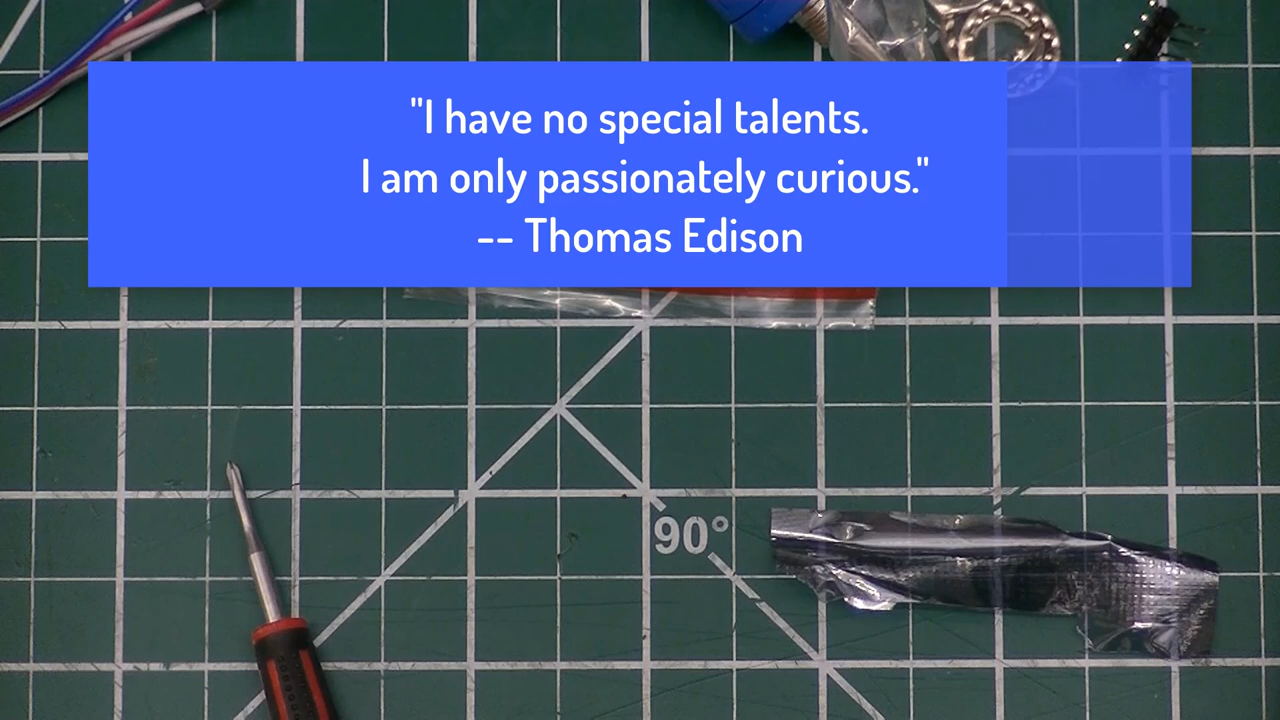 "I have no special talents.
I am only passionately curious."
-- Thomas Edison
90°